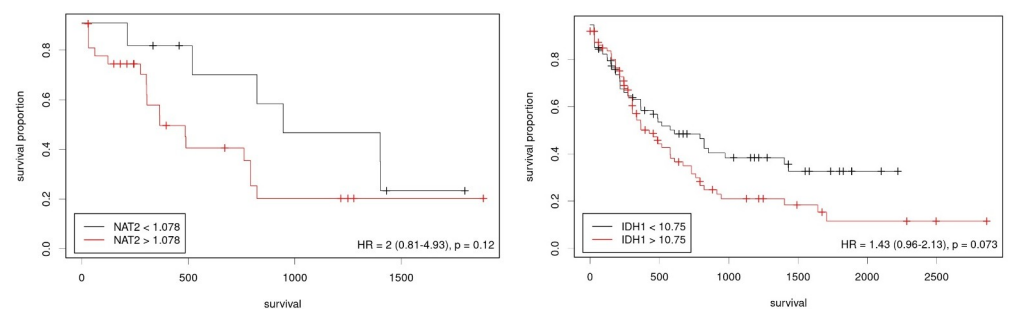 survival proportion
0.0
0.2
0.4
0.6
0.8
NAT2 < 1.078
NAT2 > 1.078
HR = 2 (0.81-4.93), p = 0.12
0
500
1000
1500
survival
survival proportion
0.0
0.2
0.4
0.6
0.8
IDH1 < 10.75
IDH1 > 10.75
HR = 1.43 (0.96-2.13), p = 0.073
0
500
1000
1500
2000
2500
survival